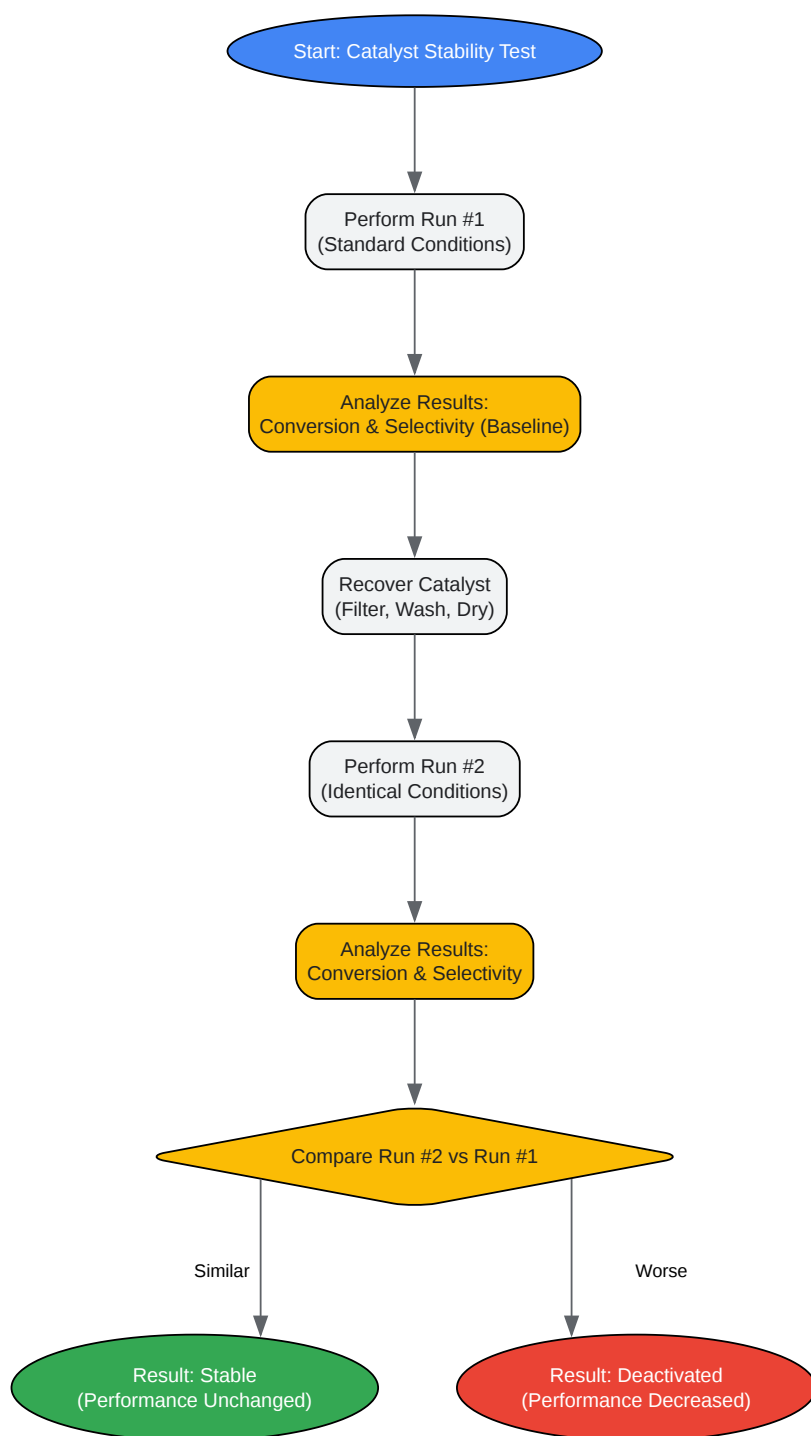 Start: Catalyst Stability Test
Perform Run #1
(Standard Conditions)
Analyze Results:
Conversion & Selectivity (Baseline)
Recover Catalyst
(Filter, Wash, Dry)
Perform Run #2
(Identical Conditions)
Analyze Results:
Conversion & Selectivity
Compare Run #2 vs Run #1
Similar
Worse
Result: Stable
(Performance Unchanged)
Result: Deactivated
(Performance Decreased)